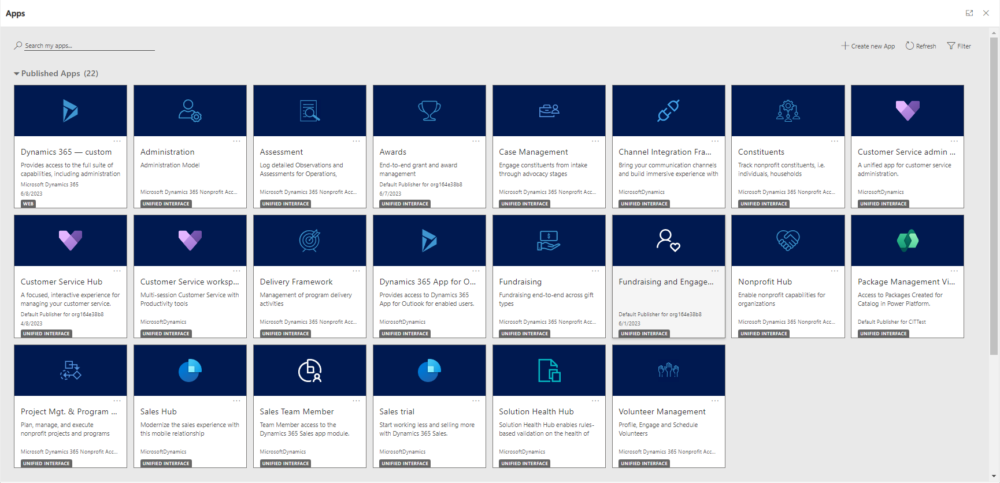 Apps
Search my apps...
Create new App
Refresh
Filter
Published Apps (22)
Dynamics 365 — custom
Provides access to the full suite of
capabilities, including administration
Microsoft Dynamics 365
6/8/2023
WEB
Administration
Administration Model
Microsoft Dynamics 365 Nonprofit Acc...
UNIFIED INTERFACE
Assessment
Log detailed Observations and
Assessments for Operations,
Microsoft Dynamics 365 Nonprofit Acc...
UNIFIED INTERFACE
Awards
End-to-end grant and award
management
Default Publisher for org164e38b8
6/7/2023
UNIFIED INTERFACE
Case Management
Engage constituents from intake
through advocacy stages
Microsoft Dynamics 365 Nonprofit Acc...
UNIFIED INTERFACE
Channel Integration Fra...
Bring your communication channels
and build immersive experience with
MicrosoftDynamics
UNIFIED INTERFACE
Constituents
Track nonprofit constituents, i.e.
individuals, households
Microsoft Dynamics 365 Nonprofit Acc...
UNIFIED INTERFACE
Customer Service admin ...
A unified app for customer service
administration.
MicrosoftDynamics
UNIFIED INTERFACE
Customer Service Hub
A focused, interactive experience for
managing your customer service.
Default Publisher for org164e38b8
4/8/2023
UNIFIED INTERFACE
Customer Service worksp...
Multi-session Customer Service with
Productivity tools
MicrosoftDynamics
UNIFIED INTERFACE
Delivery Framework
Management of program delivery
activities
Microsoft Dynamics 365 Nonprofit Acc...
UNIFIED INTERFACE
Dynamics 365 App for O...
Provides access to Dynamics 365
App for Outlook for enabled users.
MicrosoftDynamics
UNIFIED INTERFACE
Fundraising
Fundraising end-to-end across gift
types
Microsoft Dynamics 365 Nonprofit Acc...
UNIFIED INTERFACE
Fundraising and Engage...
Default Publisher for org164e38b8
6/1/2023
UNIFIED INTERFACE
Nonprofit Hub
Enable nonprofit capabilities for
organizations
Microsoft Dynamics 365 Nonprofit Acc...
UNIFIED INTERFACE
Package Management Vi...
Access to Packages Created for
Catalog in Power Platform.
Default Publisher for CITTest
UNIFIED INTERFACE
Project Mgt. & Program ...
Plan, manage, and execute
nonprofit projects and programs
Microsoft Dynamics 365 Nonprofit Acc...
UNIFIED INTERFACE
Sales Hub
Modernize the sales experience with
this mobile relationship
MicrosoftDynamics
UNIFIED INTERFACE
Sales Team Member
Team Member access to the
Dynamics 365 Sales app module.
MicrosoftDynamics
UNIFIED INTERFACE
Sales trial
Start working less and selling more
with Dynamics 365 Sales.
MicrosoftDynamics
UNIFIED INTERFACE
Solution Health Hub
Solution Health Hub enables rules-
based validation on the health of
MicrosoftDynamics
UNIFIED INTERFACE
Volunteer Management
Profile, Engage and Schedule
Volunteers
Microsoft Dynamics 365 Nonprofit Acc...
UNIFIED INTERFACE